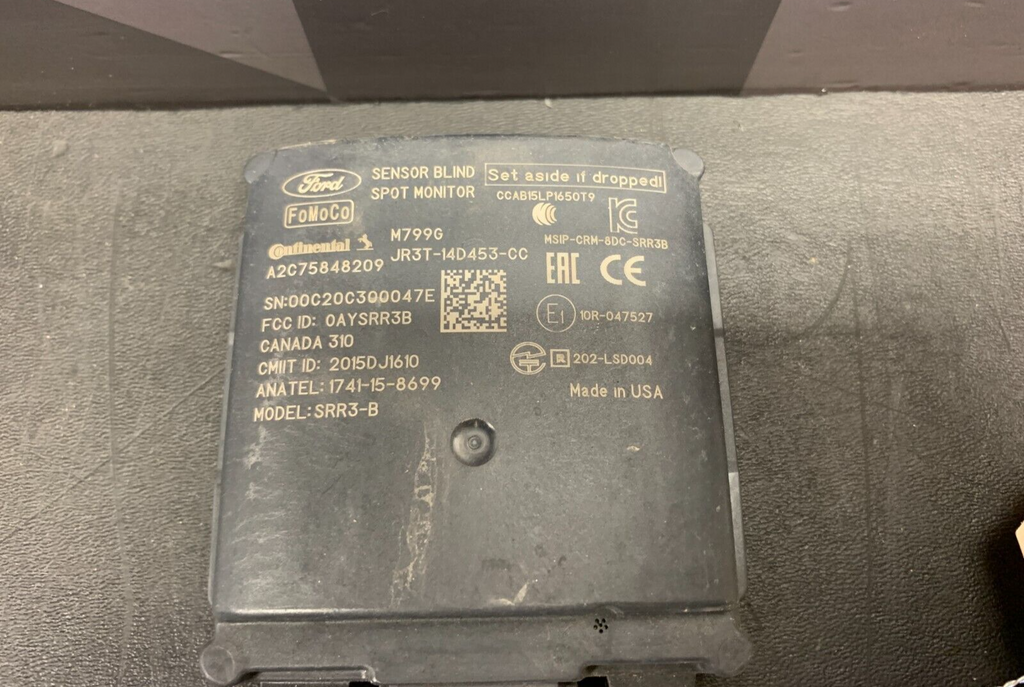 Ford
SENSOR BLIND
SPOT MONITOR
Set aside if dropped!
CCAB15LP1650T9
FoMoCo
MSIP-CRM-8DC-SRR3B
Continental
M799G
A2C75848209
JR3T-14D453-CC
EAC CE
SN:00C20C300047E
FCC ID: OAYSRR3B
CANADA 310
CMIIT ID: 2015DJ1610
ANATEL: 1741-15-8699
MODEL: SRR3-B
E1 10R-047527
R 202-LSD004
Made in USA